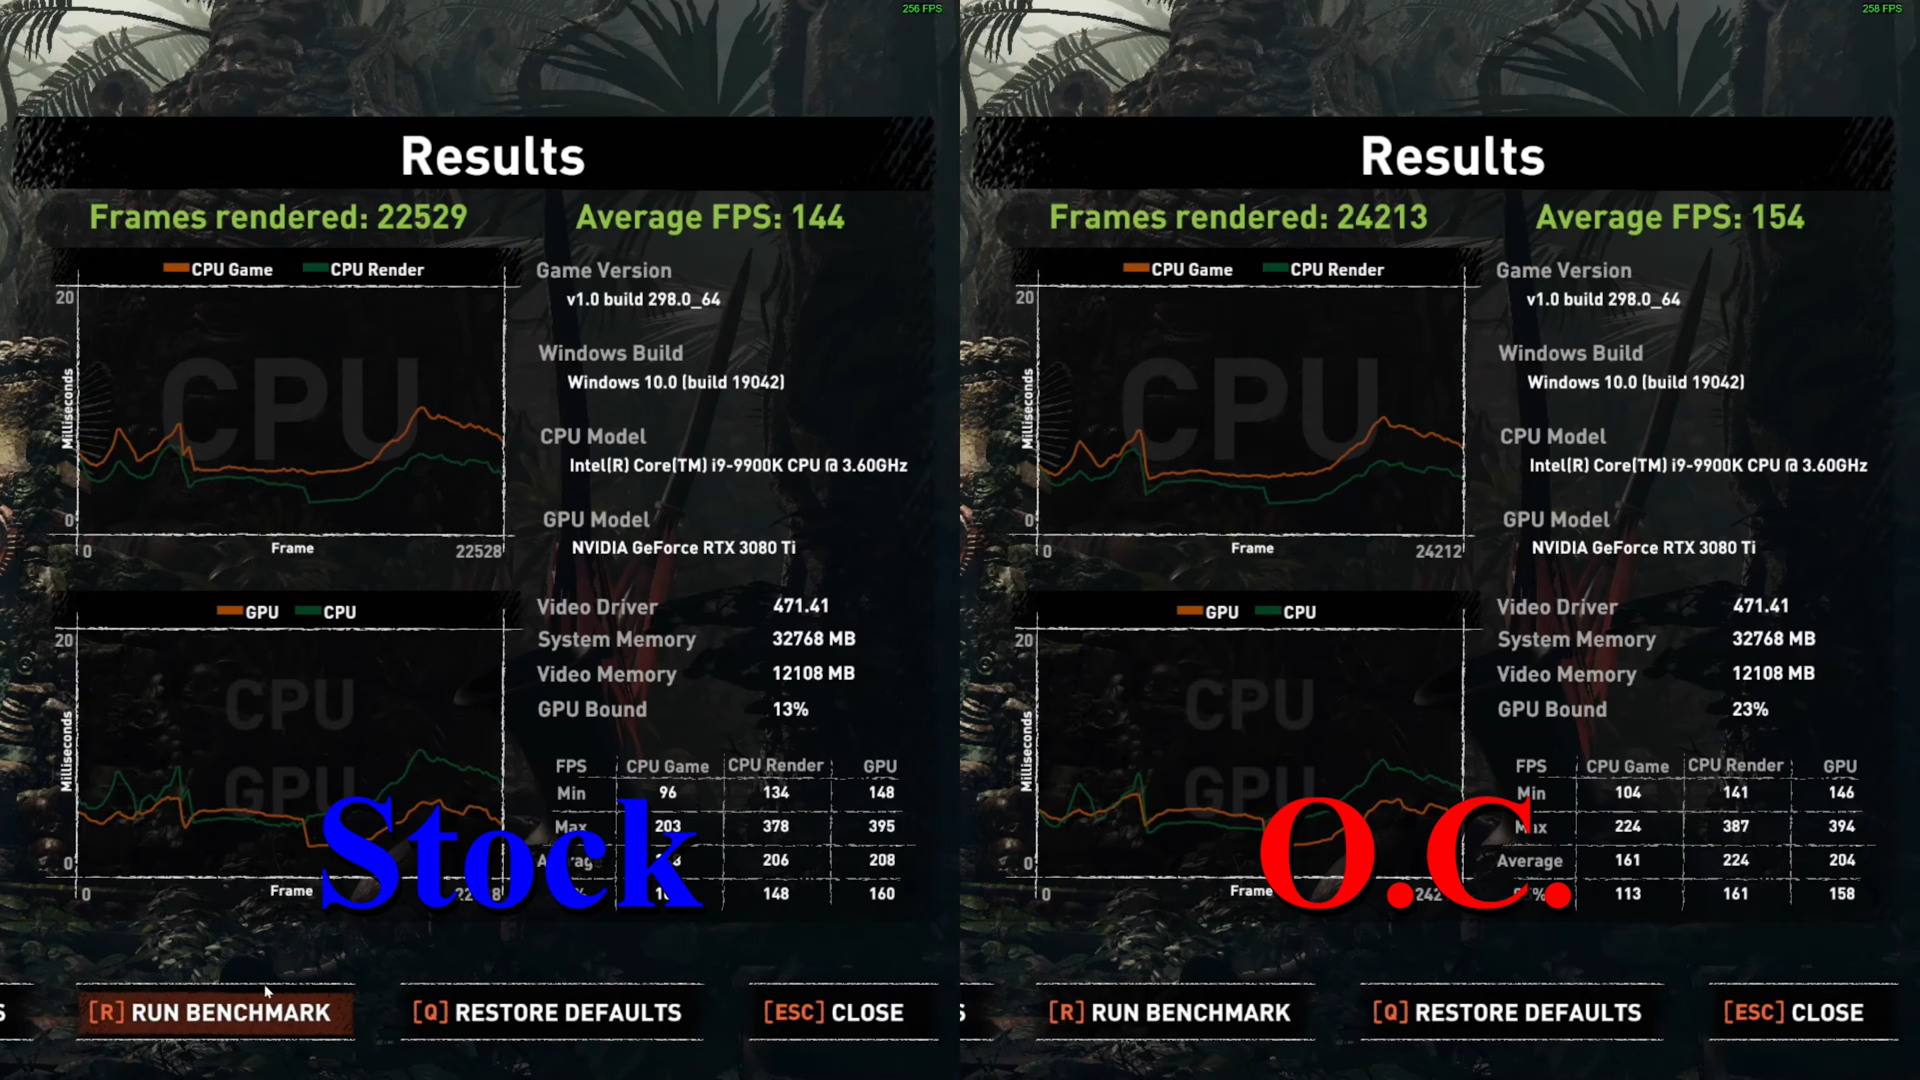 256 FPS
Results
Frames rendered: 22529
Average FPS: 144
CPU Game
CPU Render
20
CPU
Milliseconds
0
0
Frame
22528
Game Version
v1.0 build 298.0_64
Windows Build
Windows 10.0 (build 19042)
CPU Model
Intel(R) Core(TM) i9-9900K CPU @ 3.60GHz
GPU Model
NVIDIA GeForce RTX 3080 Ti
GPU
CPU
20
CPU
GPU
Milliseconds
0
0
Frame
Video Driver 471.41
System Memory 32768 MB
Video Memory 12108 MB
GPU Bound 13%
FPS CPU Game CPU Render GPU
Min 96 134 148
Max 203 378 395
206 208
148 160
Stock
[R] RUN BENCHMARK
[Q] RESTORE DEFAULTS
[ESC] CLOSE
258 FPS
Results
Frames rendered: 24213
Average FPS: 154
CPU Game
CPU Render
20
CPU
Milliseconds
0
0
Frame
24212
Game Version
v1.0 build 298.0_64
Windows Build
Windows 10.0 (build 19042)
CPU Model
Intel(R) Core(TM) i9-9900K CPU @ 3.60GHz
GPU Model
NVIDIA GeForce RTX 3080 Ti
GPU
CPU
20
CPU
GPU
Milliseconds
0
0
Frame
Video Driver 471.41
System Memory 32768 MB
Video Memory 12108 MB
GPU Bound 23%
FPS CPU Game CPU Render GPU
Min 104 141 146
Max 224 387 394
Average 161 224 204
113 161 158
O.C.
S
[R] RUN BENCHMARK
[Q] RESTORE DEFAULTS
[ESC] CLOSE